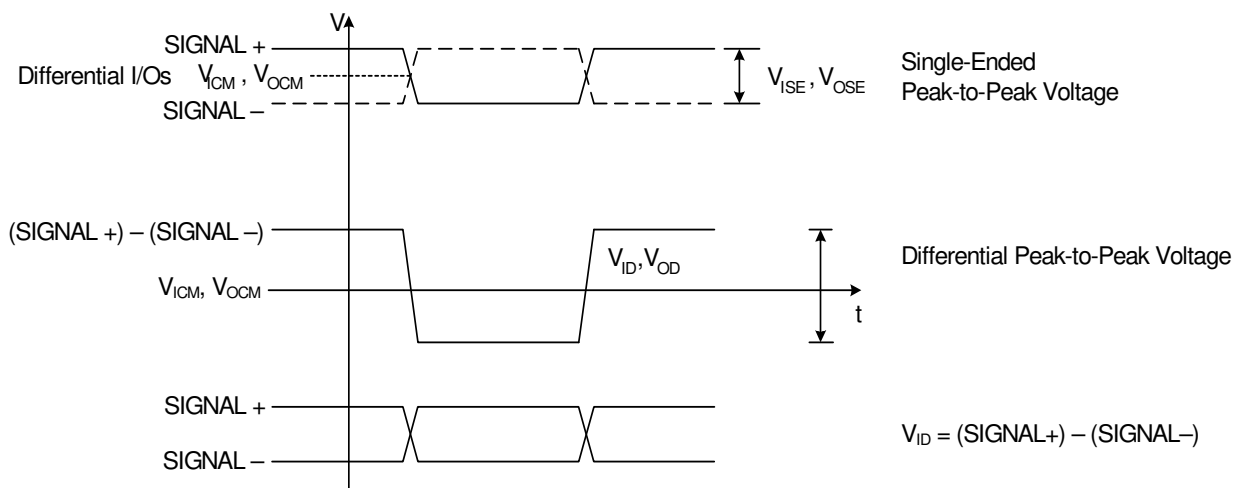 V
SIGNAL +
Differential I/Os V_ICM , V_OCM
SIGNAL –
V_ISE , V_OSE
Single-Ended
Peak-to-Peak Voltage
(SIGNAL +) – (SIGNAL –)
V_ID, V_OD
Differential Peak-to-Peak Voltage
V_ICM, V_OCM
t
SIGNAL +
SIGNAL –
V_ID = (SIGNAL+) – (SIGNAL–)